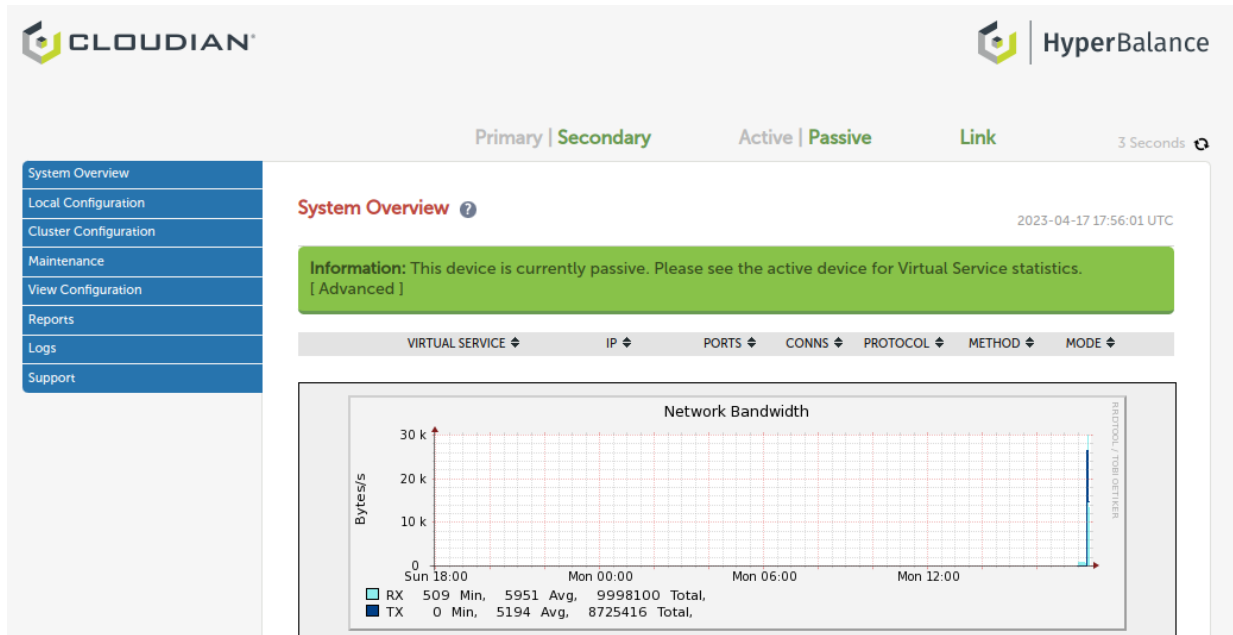 CLOUDIAN
HyperBalance
Primary | Secondary Active | Passive Link 3 Seconds
System Overview
Local Configuration
Cluster Configuration
Maintenance
View Configuration
Reports
Logs
Support
System Overview ?
2023-04-17 17:56:01 UTC
Information: This device is currently passive. Please see the active device for Virtual Service statistics.
[ Advanced ]
VIRTUAL SERVICE IP PORTS CONNS PROTOCOL METHOD MODE
Network Bandwidth
30 k
20 k
10 k
0
Bytes/s
Sun 18:00 Mon 00:00 Mon 06:00 Mon 12:00
RX 509 Min, 5951 Avg, 9998100 Total,
TX 0 Min, 5194 Avg, 8725416 Total,
RRDTOOL / TOBI OETIKER